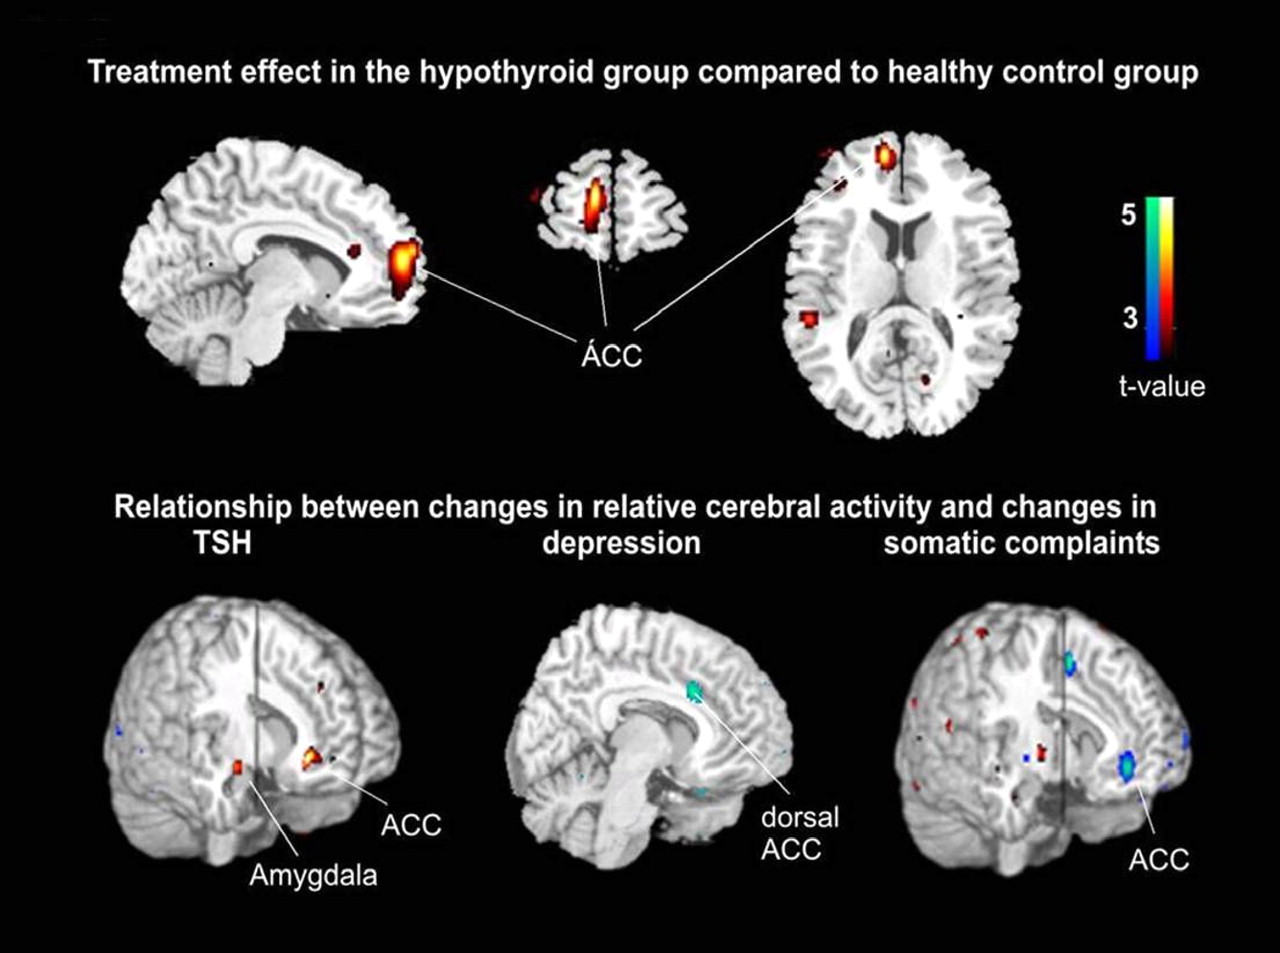 Treatment effect in the hypothyroid group compared to healthy control group
ÁCC
5
3
t-value
Relationship between changes in relative cerebral activity and changes in
TSH depression somatic complaints
ACC
Amygdala
dorsal
ACC
ACC